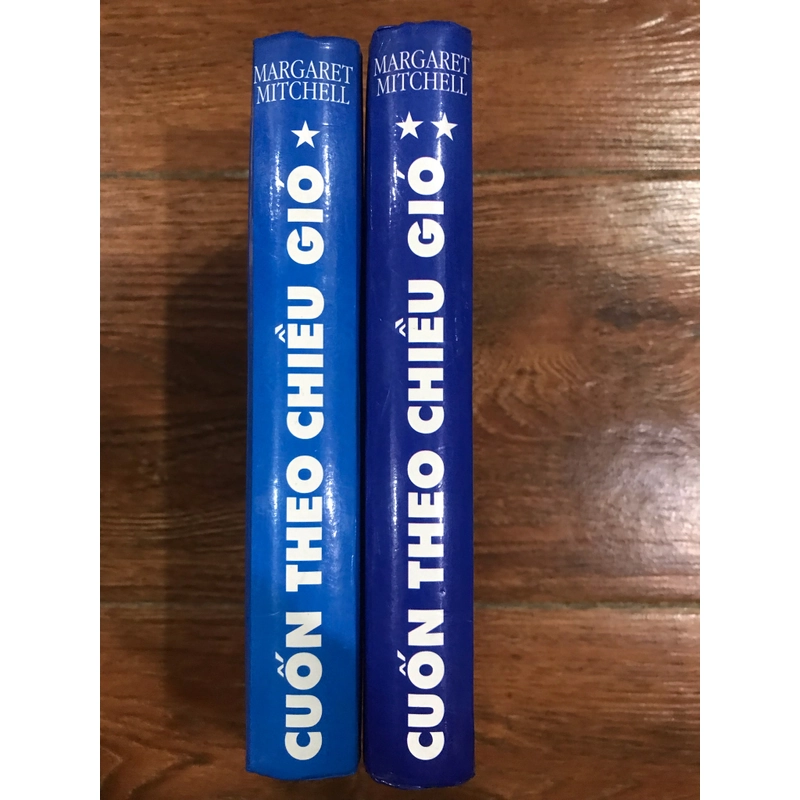 MARGARET
MITCHELL
CUỐN THEO CHIỀU GIÓ
MARGARET
MITCHELL
CUỐN THEO CHIỀU GIÓ